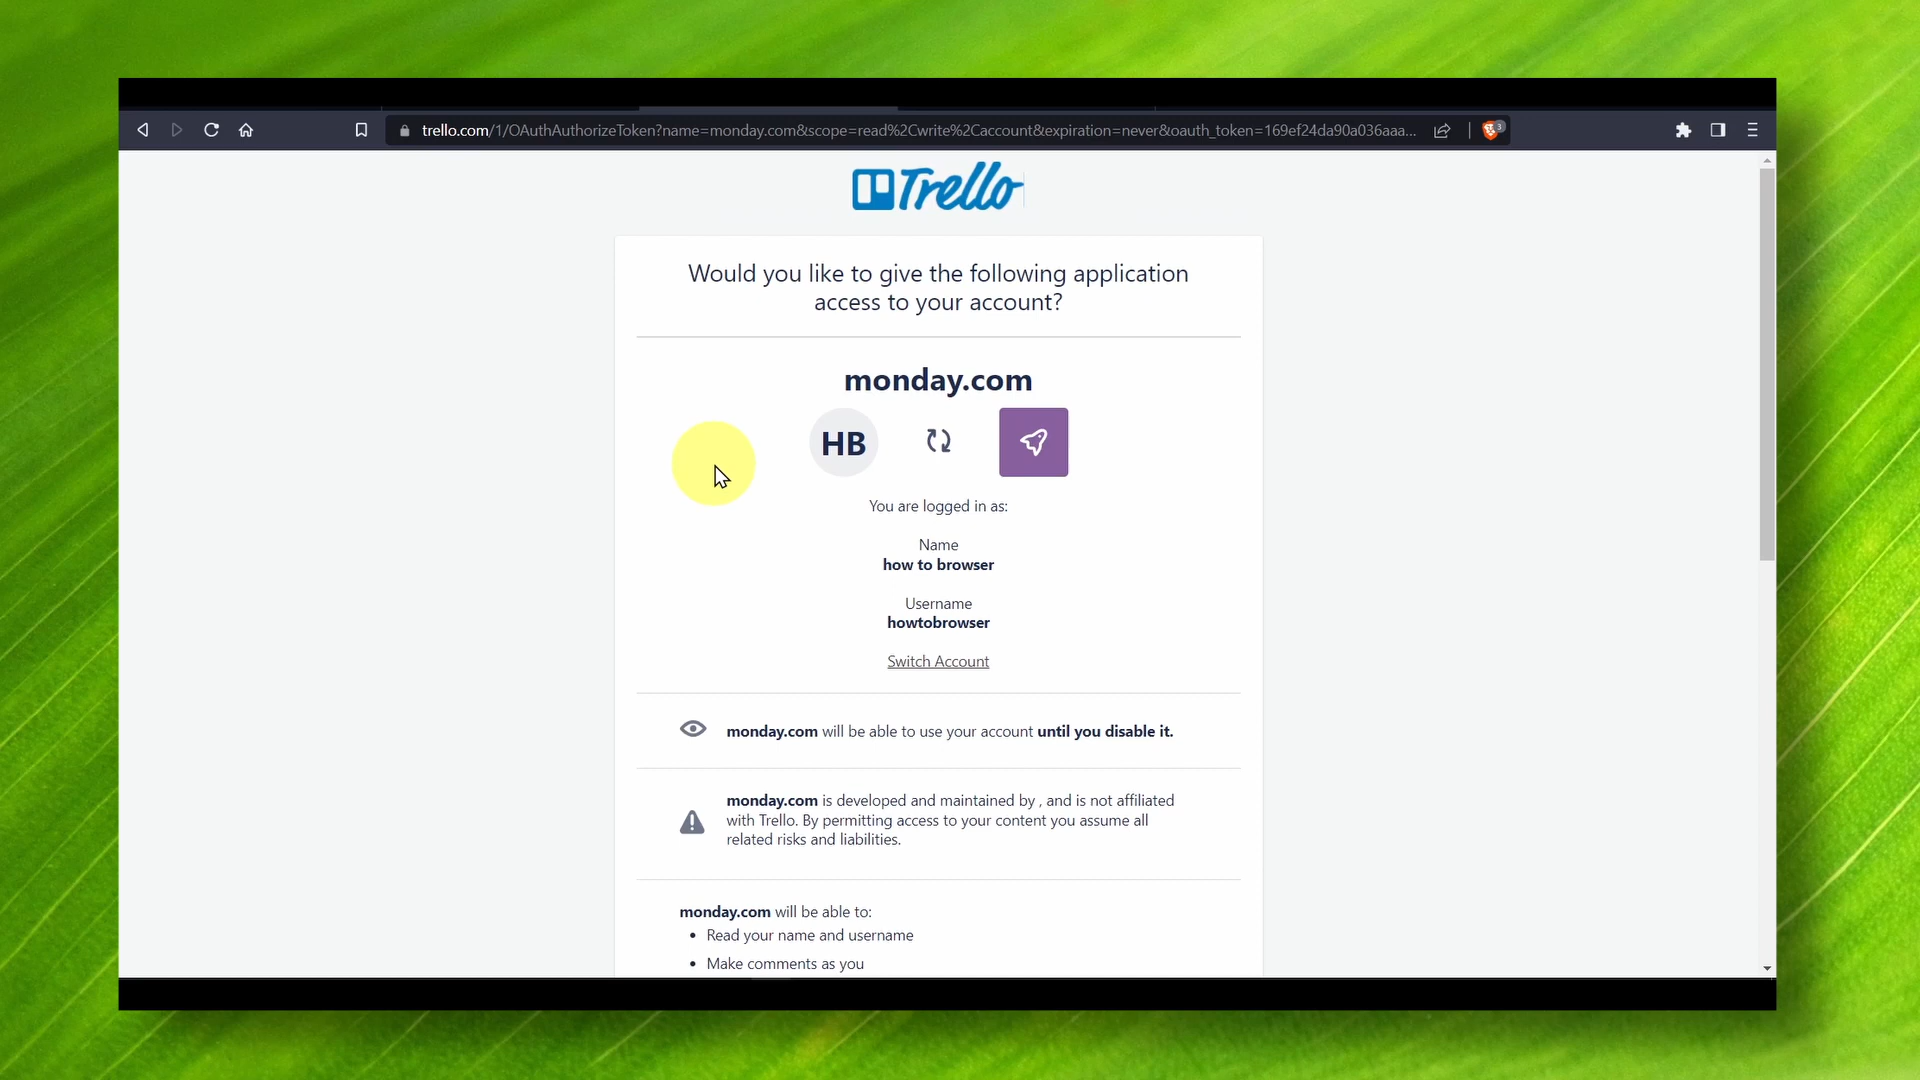 trello.com/1/OAuthAuthorizeToken?name=monday.com&scope=read%2Cwrite%2Caccount&expiration=never&oauth_token=169ef24da90a036aaa...
3
Trello
Would you like to give the following application
access to your account?
monday.com
HB
You are logged in as:
Name
how to browser
Username
howtobrowser
Switch Account
monday.com will be able to use your account until you disable it.
monday.com is developed and maintained by , and is not affiliated
with Trello. By permitting access to your content you assume all
related risks and liabilities.
monday.com will be able to:
• Read your name and username
• Make comments as you